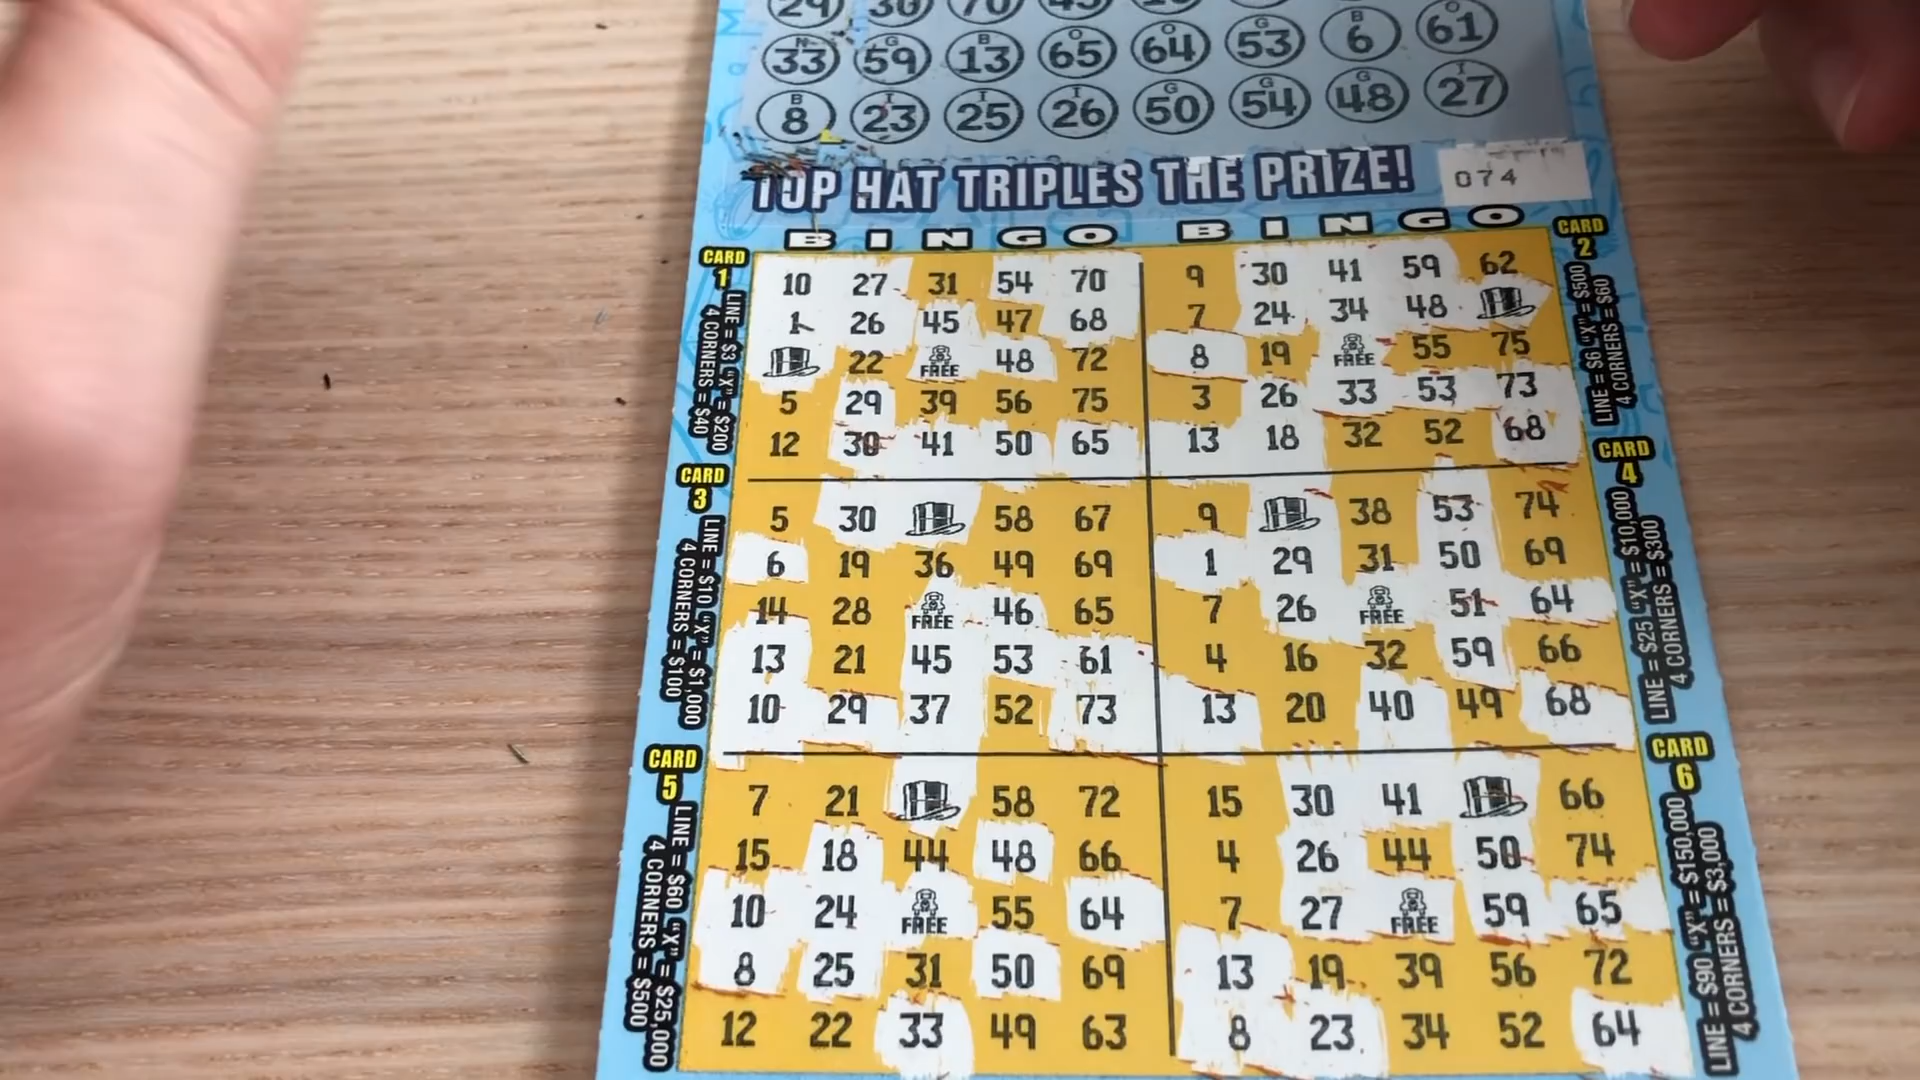 29 30 70 45
N 33 G 59 B 13 O 65 O 64 G 53 B 6 O 61
B 8 I 23 I 25 I 26 G 50 G 54 G 48 I 27
TOP HAT TRIPLES THE PRIZE! 074
B I N G O B I N G O
CARD 1
LINE = $3 "X" = $200
4 CORNERS = $40
10 27 31 54 70
1 26 45 47 68
22 FREE 48 72
5 29 39 56 75
12 30 41 50 65
CARD 2
LINE = $6 "X" = $500
4 CORNERS = $60
9 30 41 59 62
7 24 34 48
8 19 FREE 55 75
3 26 33 53 73
13 18 32 52 68
CARD 3
LINE = $10 "X" = $1,000
4 CORNERS = $100
5 30 58 67
6 19 36 49 69
14 28 FREE 46 65
13 21 45 53 61
10 29 37 52 73
CARD 4
LINE = $25 "X" = $10,000
4 CORNERS = $300
9 38 53 74
1 29 31 50 69
7 26 FREE 51 64
4 16 32 59 66
13 20 40 49 68
CARD 5
LINE = $60 "X" = $25,000
4 CORNERS = $500
7 21 58 72
15 18 44 48 66
10 24 FREE 55 64
8 25 31 50 69
12 22 33 49 63
CARD 6
LINE = $90 "X" = $150,000
4 CORNERS = $3,000
15 30 41 66
4 26 44 50 74
7 27 FREE 59 65
13 19 39 56 72
8 23 34 52 64